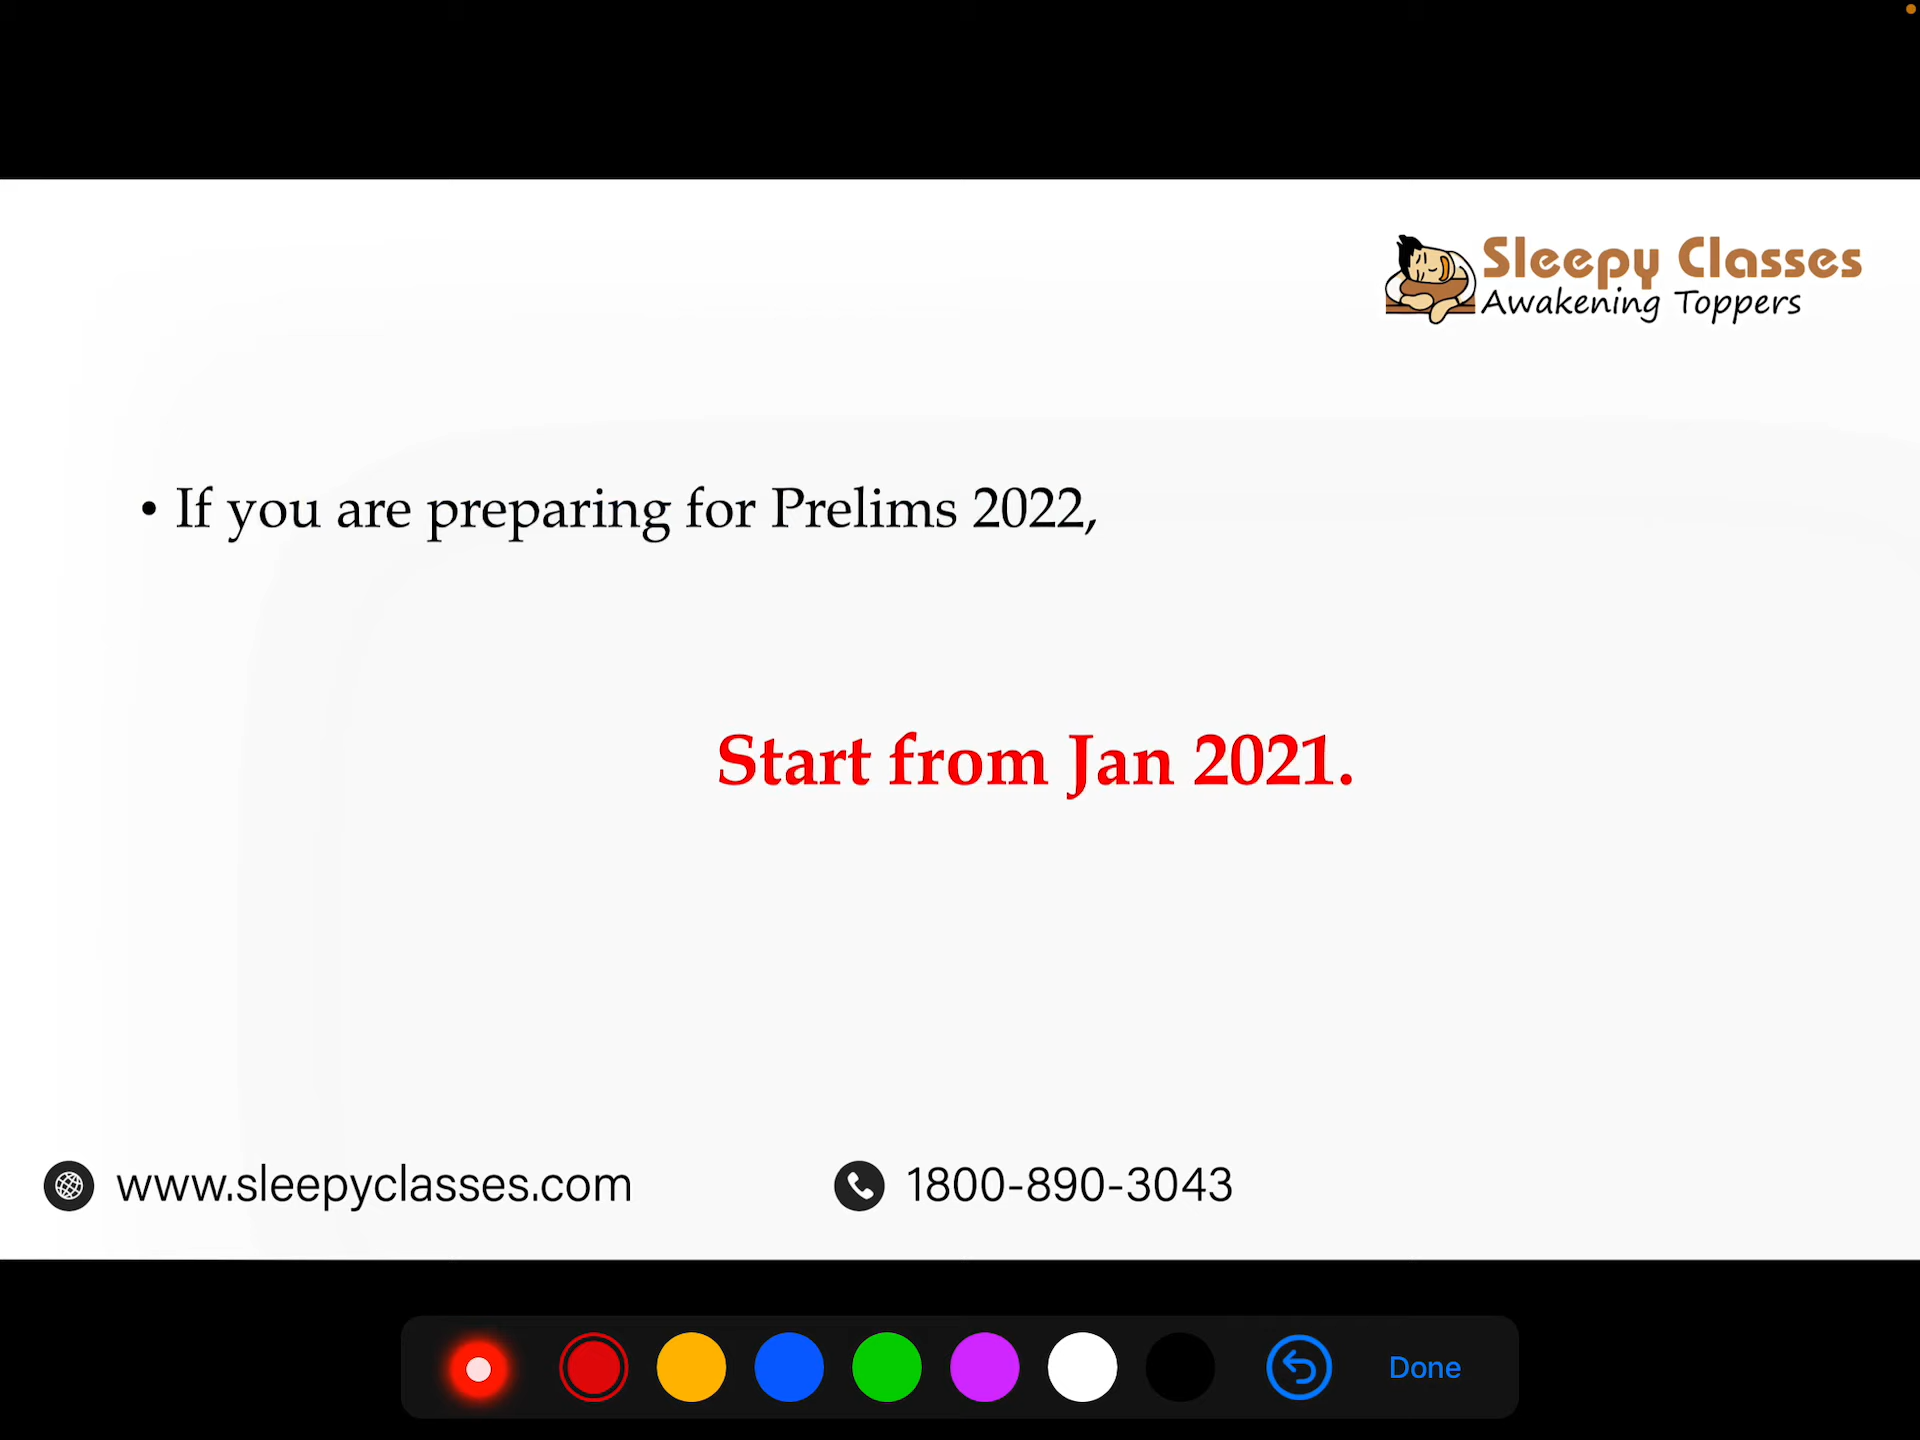 Sleepy Classes
Awakening Toppers
• If you are preparing for Prelims 2022,
Start from Jan 2021.
www.sleepyclasses.com
1800-890-3043
Done